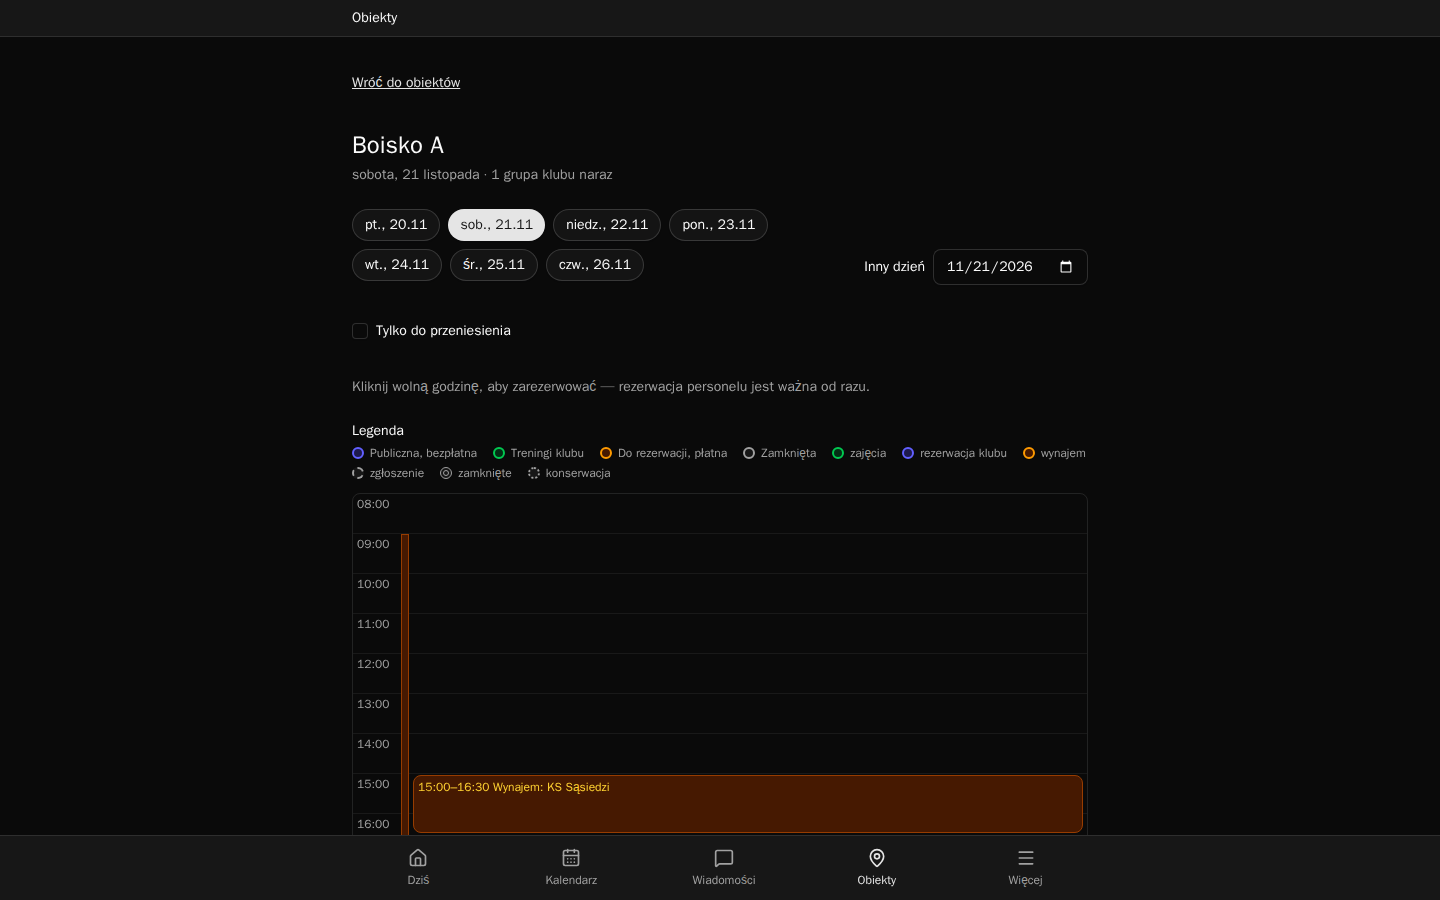 Obiekty
Wróć do obiektów
Boisko A
sobota, 21 listopada · 1 grupa klubu naraz
pt., 20.11 sob., 21.11 niedz., 22.11 pon., 23.11
wt., 24.11 śr., 25.11 czw., 26.11 Inny dzień 11/21/2026
Tylko do przeniesienia
Kliknij wolną godzinę, aby zarezerwować — rezerwacja personelu jest ważna od razu.
Legenda
Publiczna, bezpłatna Treningi klubu Do rezerwacji, płatna Zamknięta zajęcia rezerwacja klubu wynajem
zgłoszenie zamknięte konserwacja
08:00
09:00
10:00
11:00
12:00
13:00
14:00
15:00 15:00–16:30 Wynajem: KS Sąsiedzi
16:00
Dziś Kalendarz Wiadomości Obiekty Więcej